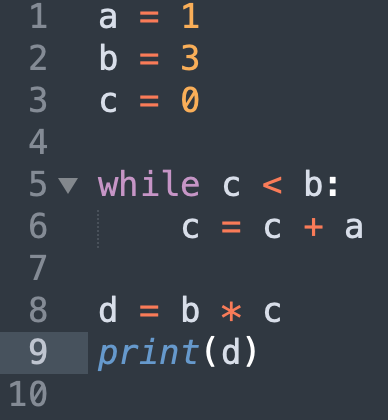 1 a = 1
2 b = 3
3 c = 0
4
5 while c < b:
6     c = c + a
7
8 d = b * c
9 print(d)
10